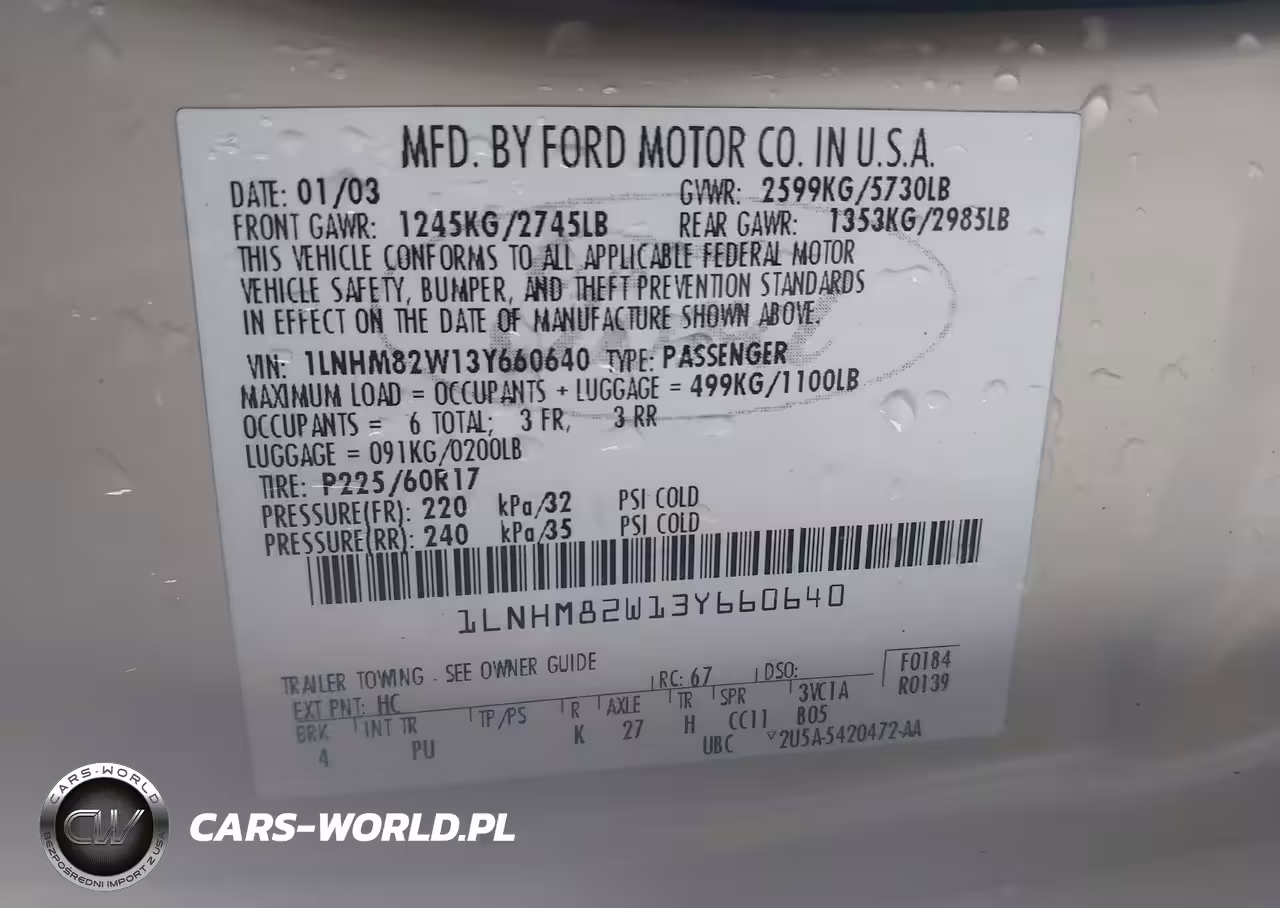 MFD. BY FORD MOTOR CO. IN U.S.A.
DATE: 01/03 GVWR: 2599KG/5730LB
FRONT GAWR: 1245KG/2745LB REAR GAWR: 1353KG/2985LB
THIS VEHICLE CONFORMS TO ALL APPLICABLE FEDERAL MOTOR
VEHICLE SAFETY, BUMPER, AND THEFT PREVENTION STANDARDS
IN EFFECT ON THE DATE OF MANUFACTURE SHOWN ABOVE.
VIN: 1LNHM82W13Y660640 TYPE: PASSENGER
MAXIMUM LOAD = OCCUPANTS + LUGGAGE = 499KG/1100LB
OCCUPANTS = 6 TOTAL; 3 FR, 3 RR
LUGGAGE = 091KG/0200LB
TIRE: P225/60R17
PRESSURE(FR): 220 kPa/32 PSI COLD
PRESSURE(RR): 240 kPa/35 PSI COLD
1LNHM82W13Y660640
TRAILER TOWING - SEE OWNER GUIDE
RC: 67 DSO: F0184
EXT PNT: HC R0139
BRK INT TR TP/PS R AXLE TR SPR 3VC1A
4 PU K 27 H CC11 B05
UBC ▽2U5A-5420472-AA
CARS-WORLD
CW
BEZPOŚREDNI IMPORT Z USA
CARS-WORLD.PL